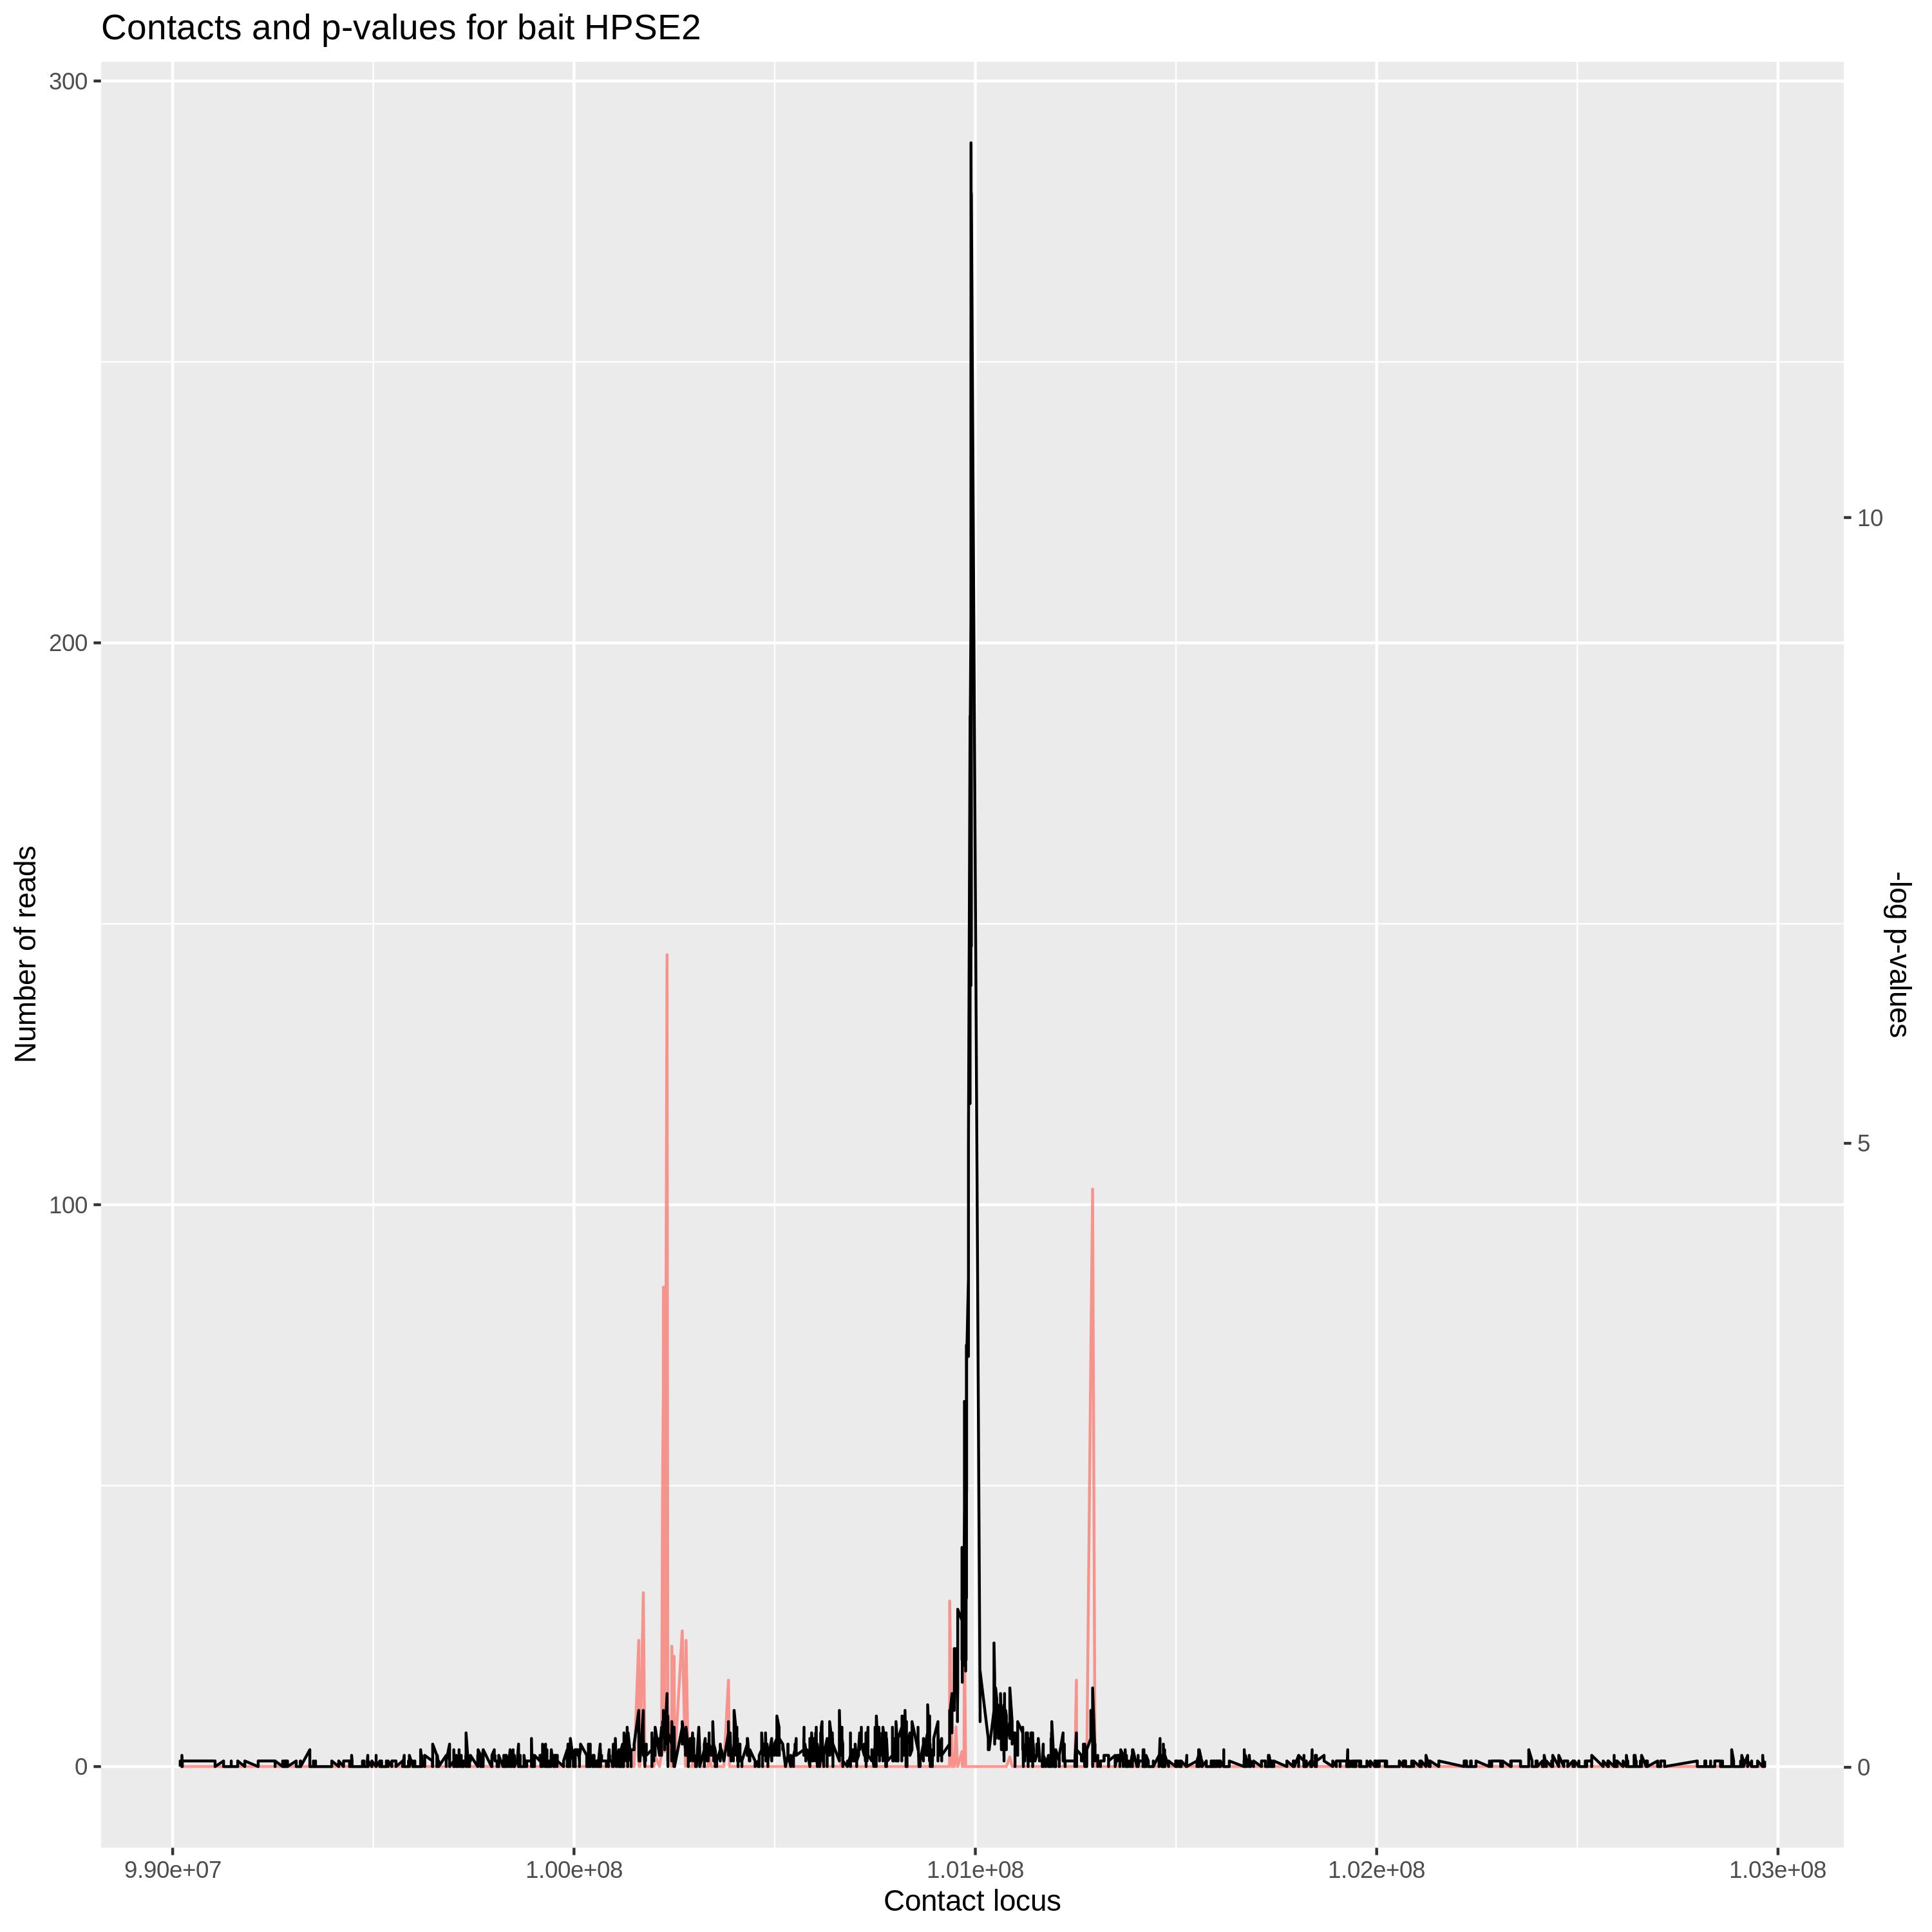 Contacts and p-values for bait HPSE2
300
200
100
0
Number of reads
10
5
0
-log p-values
9.90e+07
1.00e+08
1.01e+08
1.02e+08
1.03e+08
Contact locus